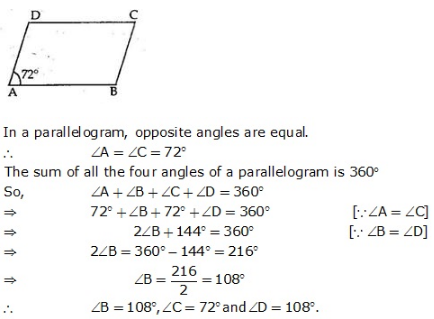 D C
72°
A B
In a parallelogram, opposite angles are equal.
∴ ∠A = ∠C = 72°
The sum of all the four angles of a parallelogram is 360°
So, ∠A + ∠B + ∠C + ∠D = 360°
⇒ 72° + ∠B + 72° + ∠D = 360° [∵ ∠A = ∠C]
⇒ 2∠B + 144° = 360° [∵ ∠B = ∠D]
⇒ 2∠B = 360° − 144° = 216°
⇒ ∠B = 216/2 = 108°
∴ ∠B = 108°, ∠C = 72° and ∠D = 108°.